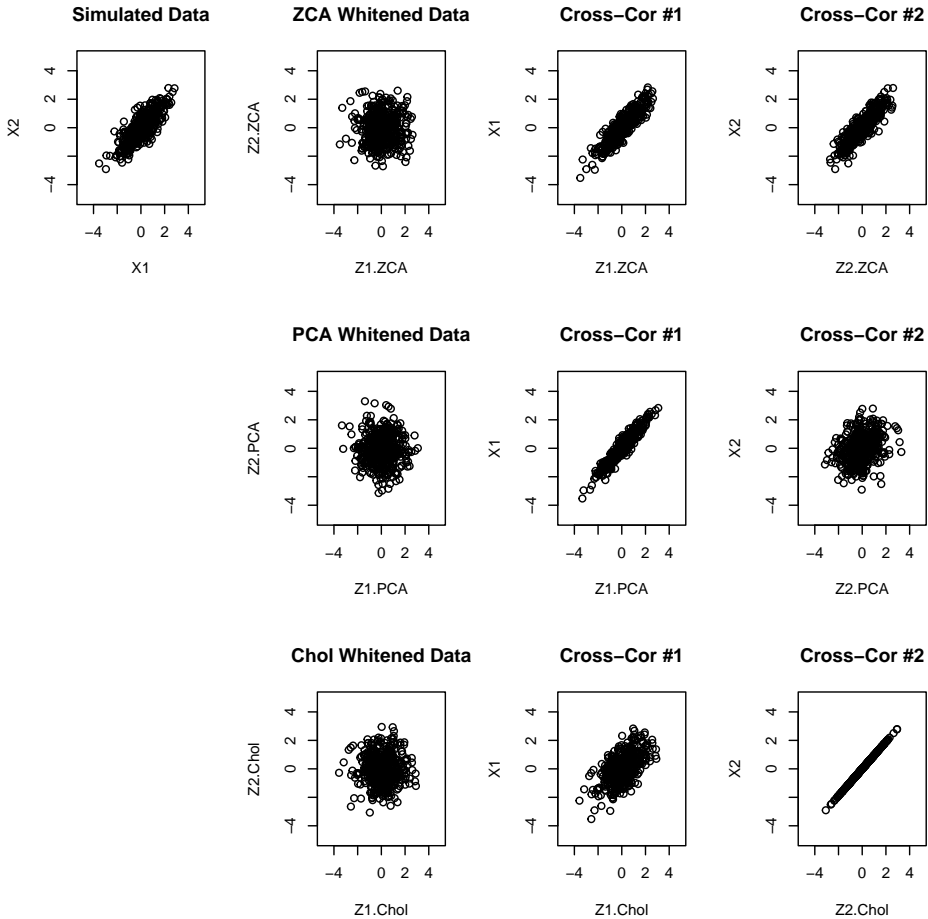 Simulated Data
ZCA Whitened Data
Cross−Cor #1
Cross−Cor #2
X2
4
2
0
−4
−4
0
2
4
X1
Z2.ZCA
4
2
0
−4
−4
0
2
4
Z1.ZCA
X1
4
2
0
−4
−4
0
2
4
Z1.ZCA
X2
4
2
0
−4
−4
0
2
4
Z2.ZCA
PCA Whitened Data
Cross−Cor #1
Cross−Cor #2
Z2.PCA
4
2
0
−4
−4
0
2
4
Z1.PCA
X1
4
2
0
−4
−4
0
2
4
Z1.PCA
X2
4
2
0
−4
−4
0
2
4
Z2.PCA
Chol Whitened Data
Cross−Cor #1
Cross−Cor #2
Z2.Chol
4
2
0
−4
−4
0
2
4
Z1.Chol
X1
4
2
0
−4
−4
0
2
4
Z1.Chol
X2
4
2
0
−4
−4
0
2
4
Z2.Chol